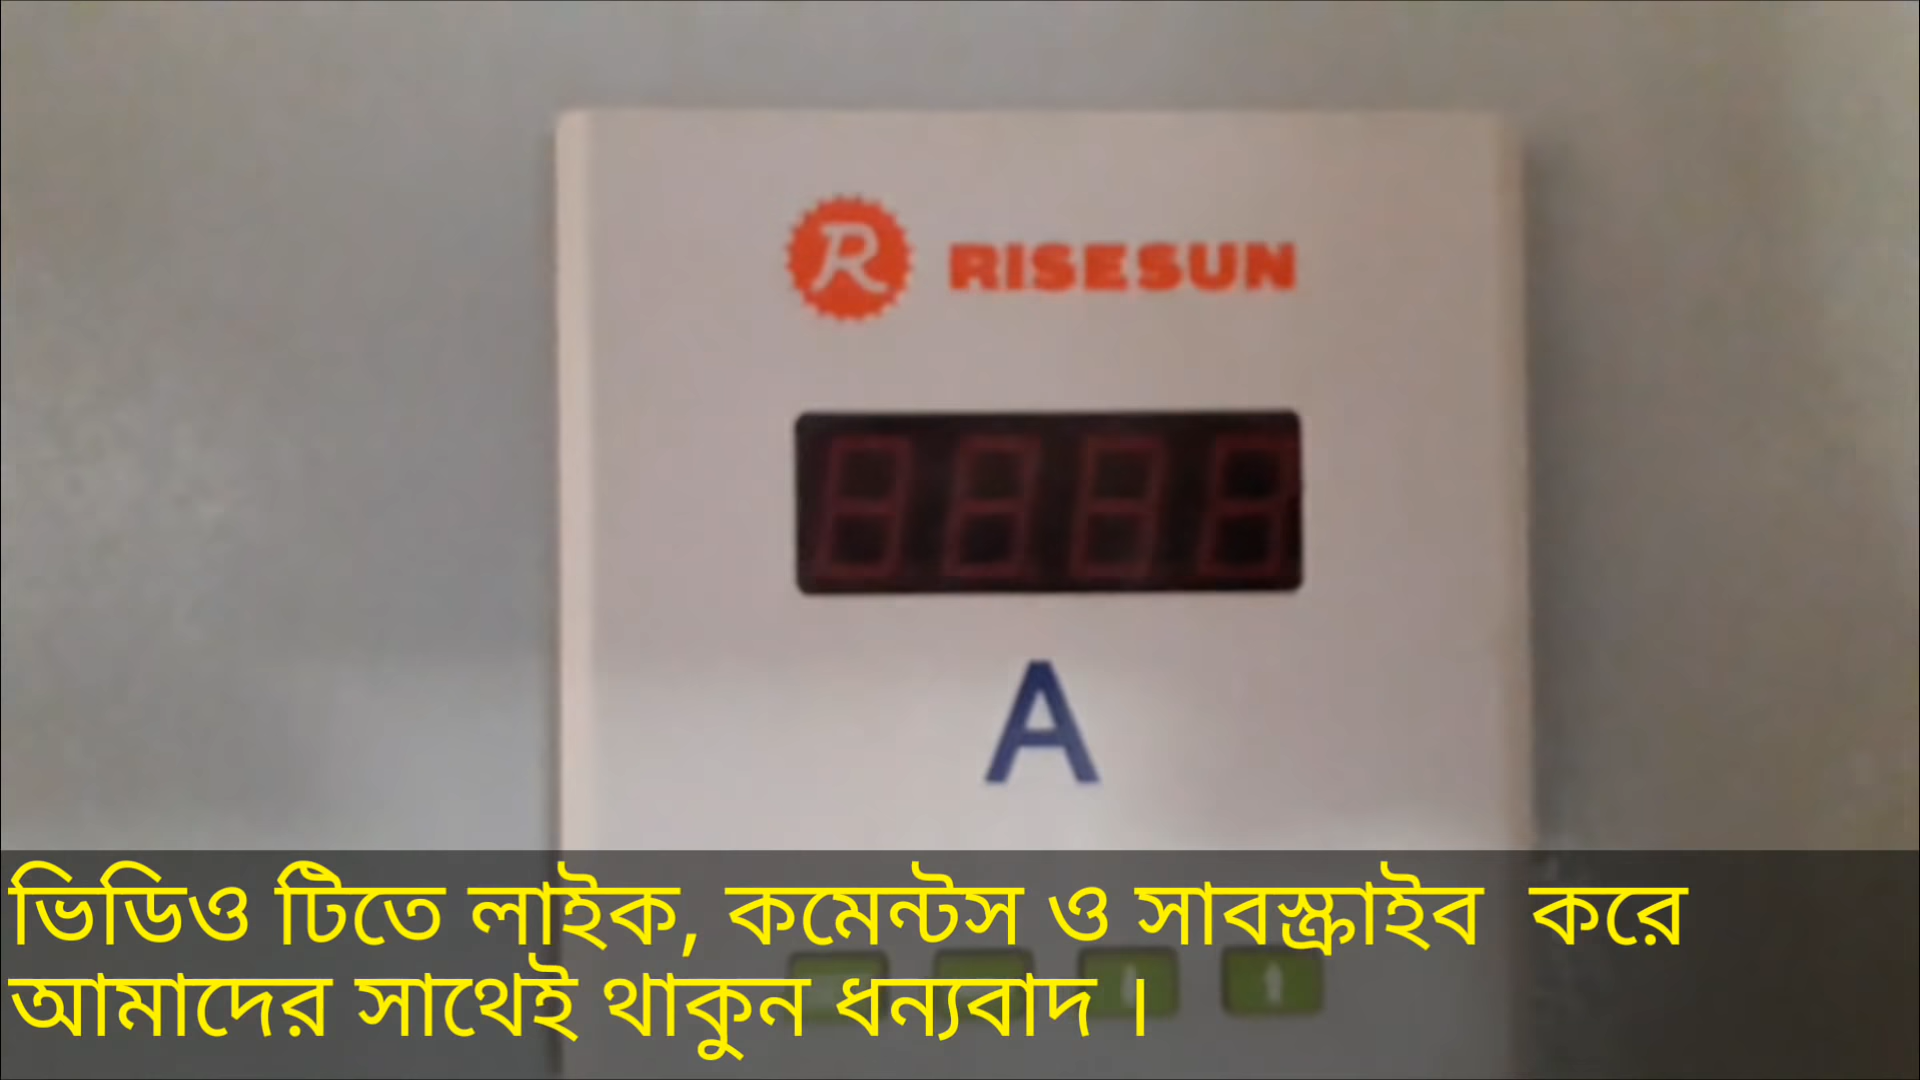 R RISESUN
A
ভিডিও টিতে লাইক, কমেন্টস ও সাবস্ক্রাইব করে
আমাদের সাথেই থাকুন ধন্যবাদ ।